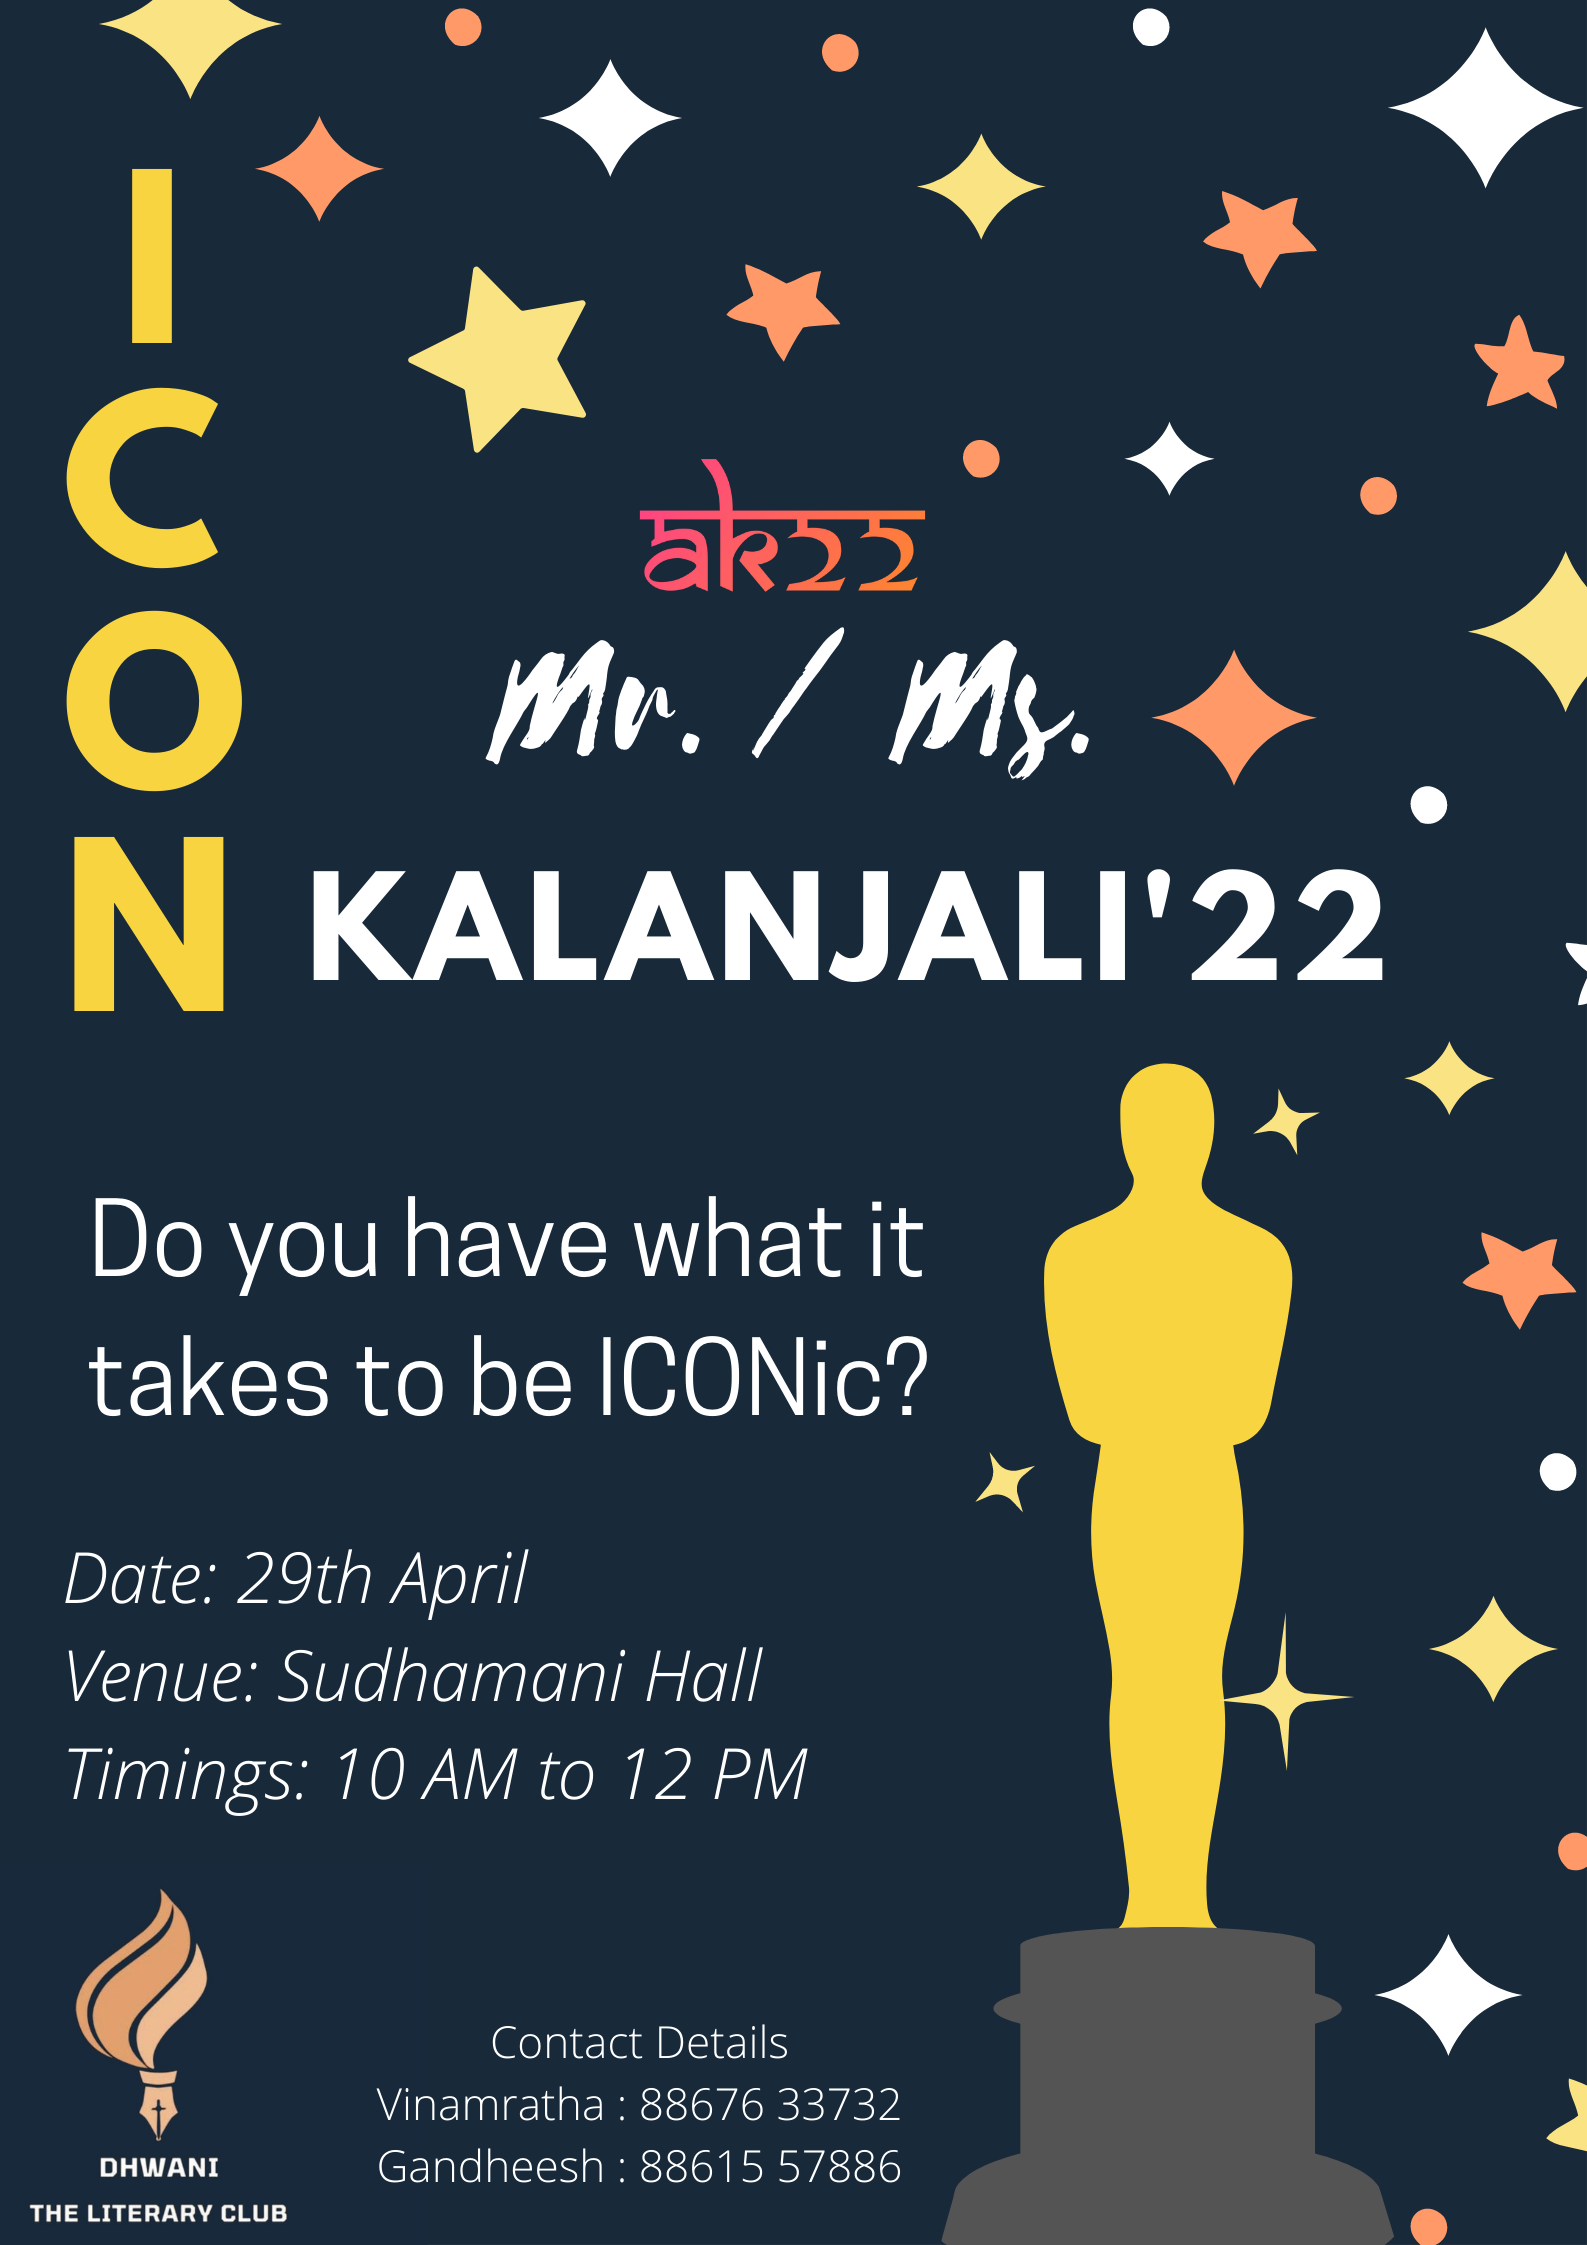 ICON
ak22
Mr. / Ms.
KALANJALI'22
Do you have what it
takes to be ICONic?
Date: 29th April
Venue: Sudhamani Hall
Timings: 10 AM to 12 PM
DHWANI
THE LITERARY CLUB
Contact Details
Vinamratha : 88676 33732
Gandheesh : 88615 57886